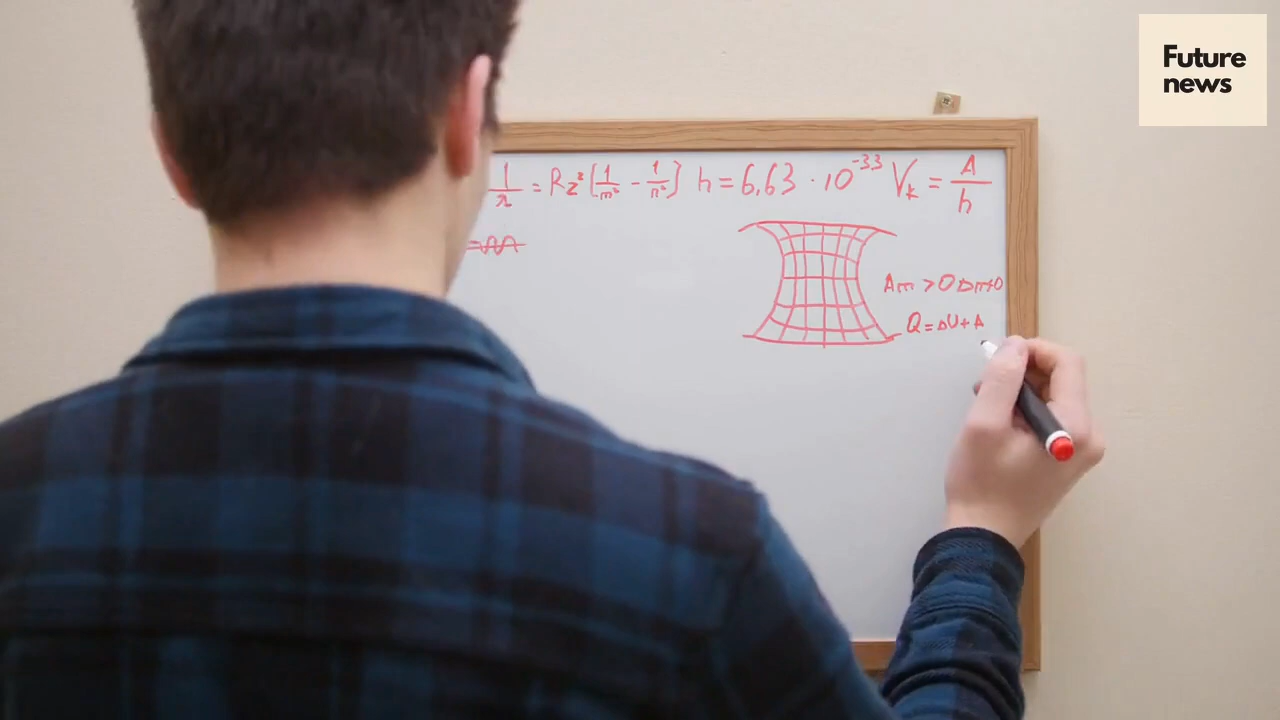 Future
news
1/λ = Rz²(1/m² - 1/n²) h = 6,63 · 10⁻³³ Vₖ = A/h
Am > 0 Δm<0
Q = ΔU + A